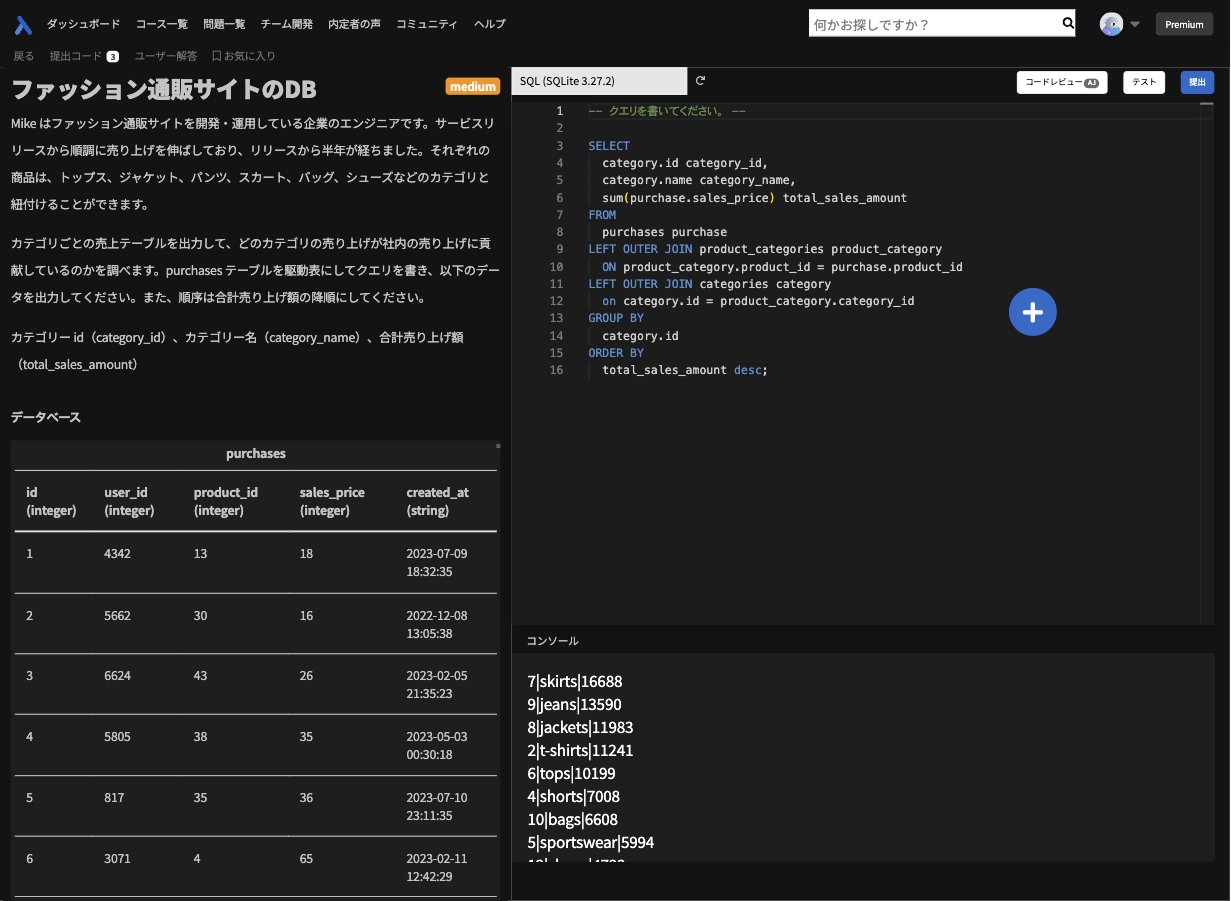 ダッシュボード コース一覧 問題一覧 チーム開発 内定者の声 コミュニティ ヘルプ
何かお探しですか？
Premium
戻る 提出コード 3 ユーザー解答 お気に入り
ファッション通販サイトのDB
medium
Mike はファッション通販サイトを開発・運用している企業のエンジニアです。サービスリ
リースから順調に売り上げを伸ばしており、リリースから半年が経ちました。それぞれの
商品は、トップス、ジャケット、パンツ、スカート、バッグ、シューズなどのカテゴリと
紐付けることができます。
カテゴリごとの売上テーブルを出力して、どのカテゴリの売り上げが社内の売り上げに貢
献しているのかを調べます。purchases テーブルを駆動表にしてクエリを書き、以下のデー
タを出力してください。また、順序は合計売り上げ額の降順にしてください。
カテゴリー id（category_id）、カテゴリー名（category_name）、合計売り上げ額
（total_sales_amount）
データベース
purchases
id (integer) user_id (integer) product_id (integer) sales_price (integer) created_at (string)
1 4342 13 18 2023-07-09 18:32:35
2 5662 30 16 2022-12-08 13:05:38
3 6624 43 26 2023-02-05 21:35:23
4 5805 38 35 2023-05-03 00:30:18
5 817 35 36 2023-07-10 23:11:35
6 3071 4 65 2023-02-11 12:42:29
SQL (SQLite 3.27.2)
コードレビュー AI テスト 提出
1 -- クエリを書いてください。 --
2
3 SELECT
4 category.id category_id,
5 category.name category_name,
6 sum(purchase.sales_price) total_sales_amount
7 FROM
8 purchases purchase
9 LEFT OUTER JOIN product_categories product_category
10 ON product_category.product_id = purchase.product_id
11 LEFT OUTER JOIN categories category
12 on category.id = product_category.category_id
13 GROUP BY
14 category.id
15 ORDER BY
16 total_sales_amount desc;
コンソール
7|skirts|16688
9|jeans|13590
8|jackets|11983
2|t-shirts|11241
6|tops|10199
4|shorts|7008
10|bags|6608
5|sportswear|5994